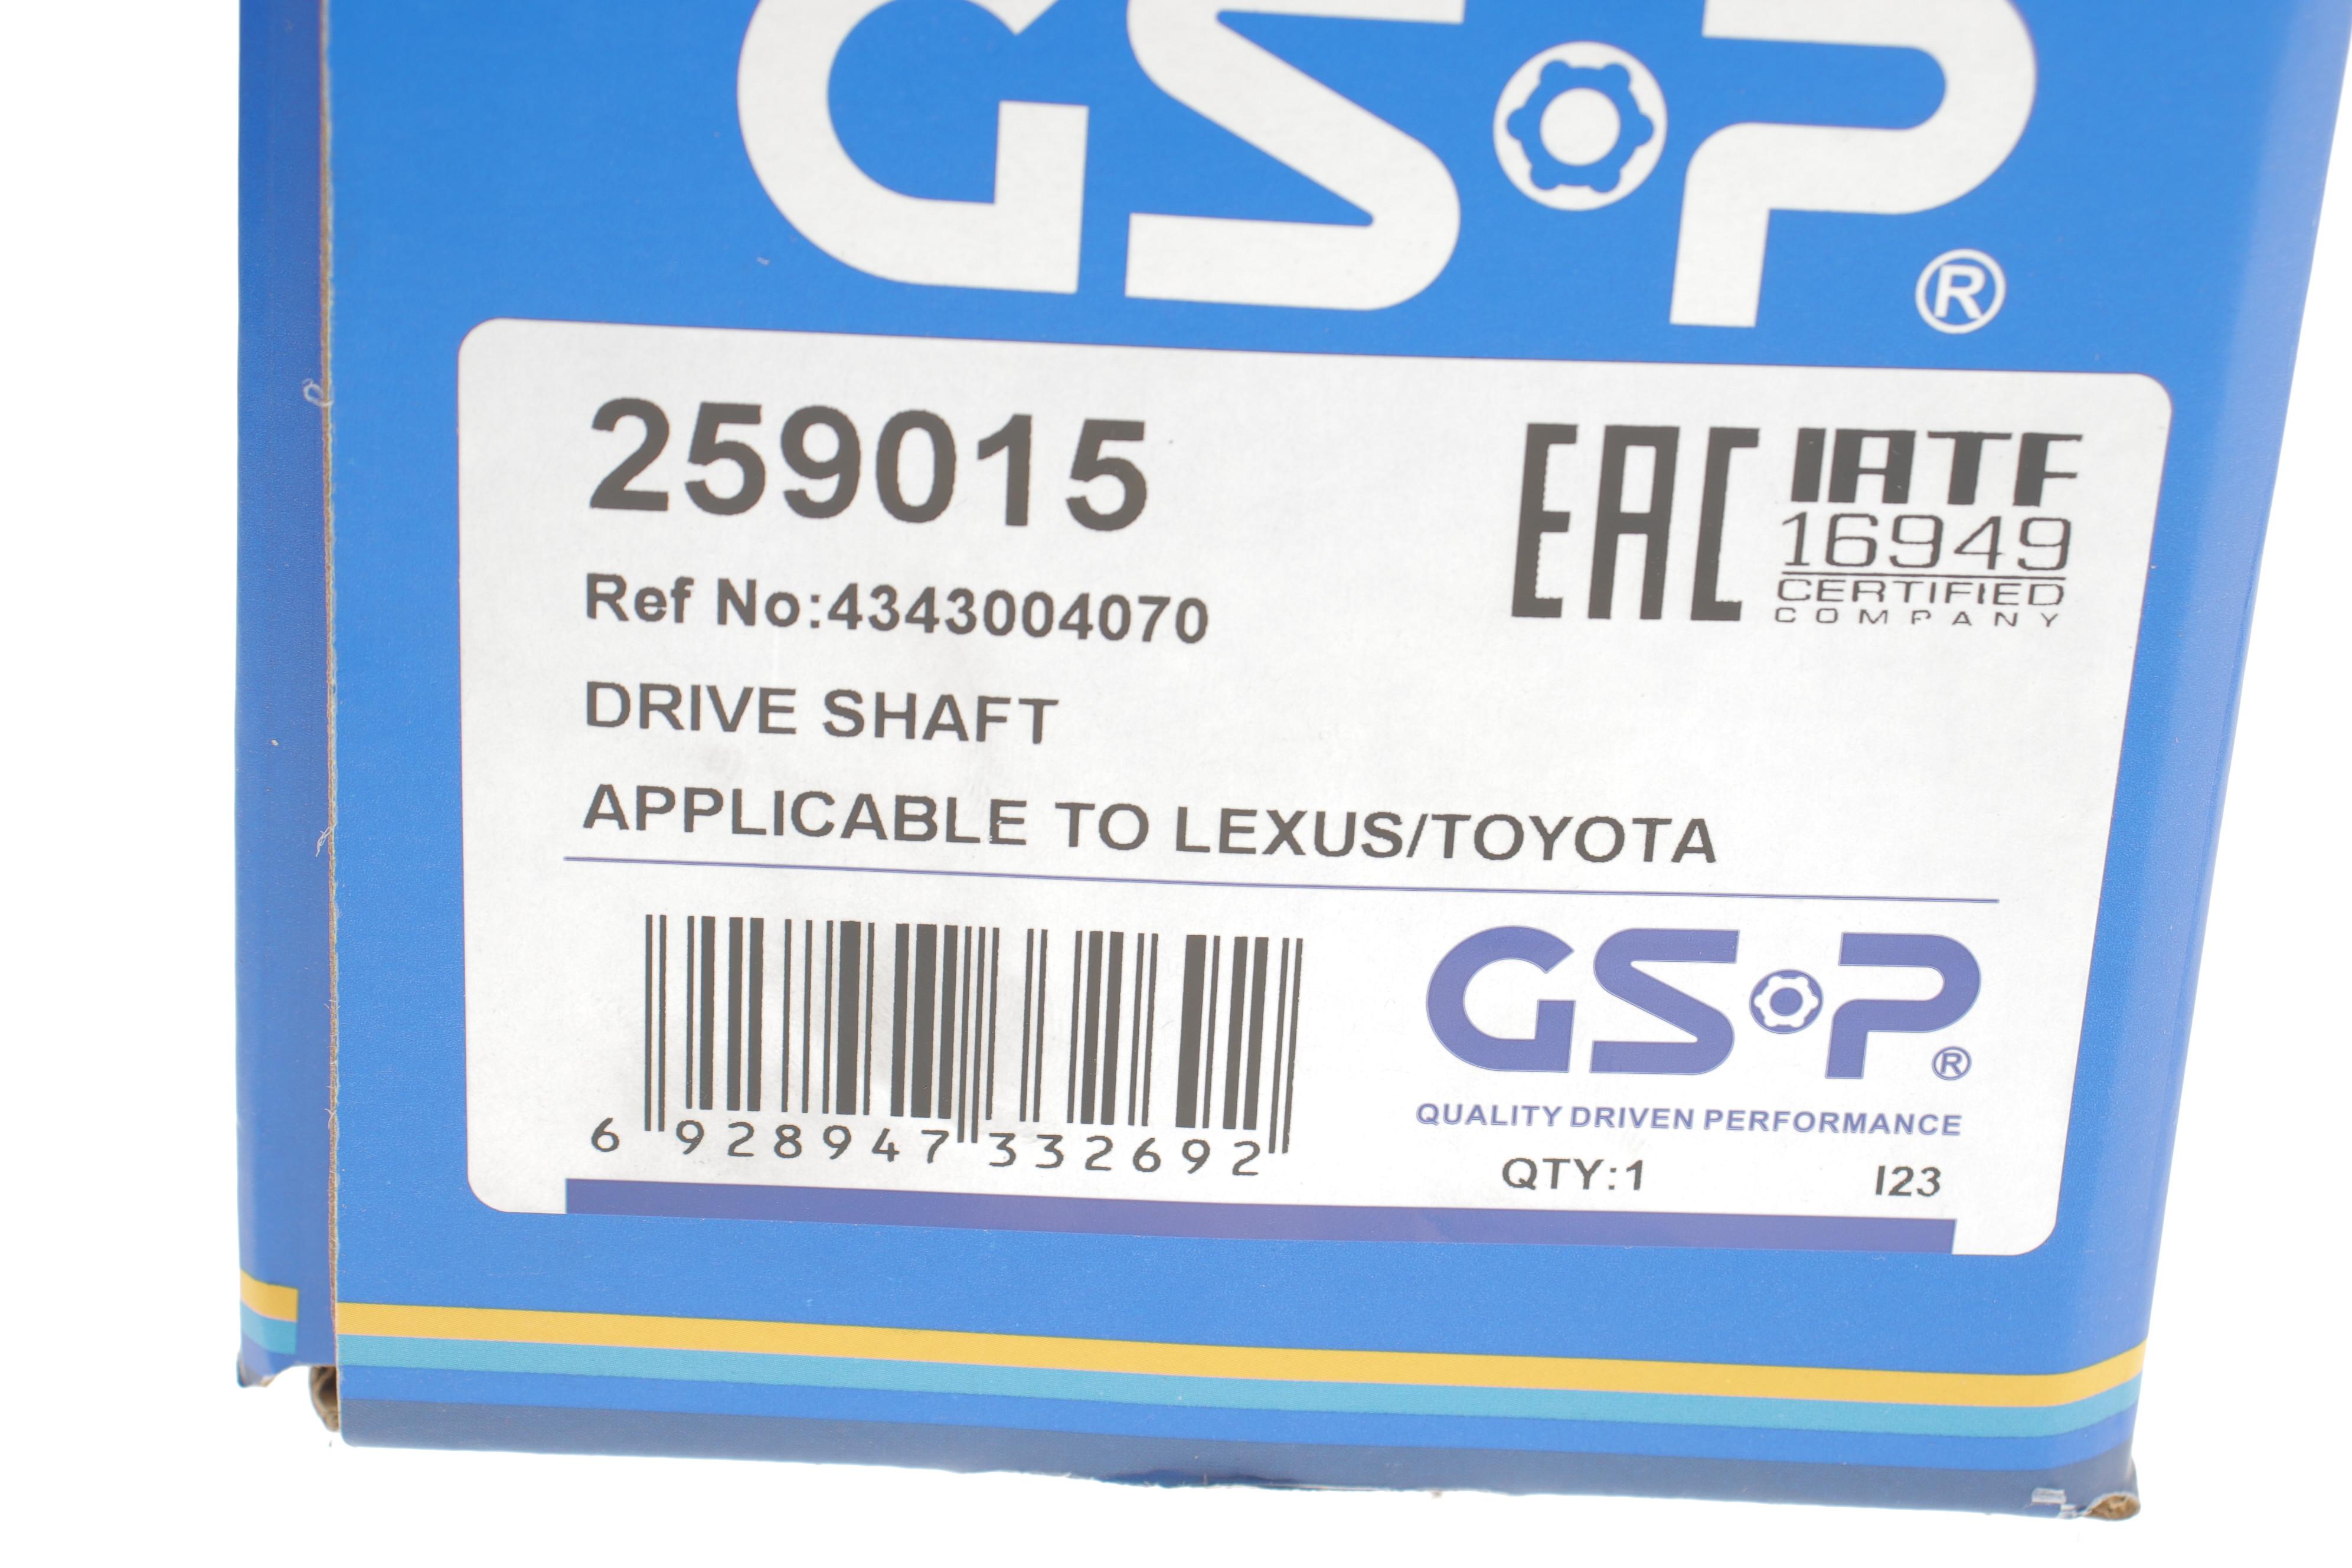 GSP®
259015
EAC
IATF
16949
CERTIFIED
COMPANY
Ref No:4343004070
DRIVE SHAFT
APPLICABLE TO LEXUS/TOYOTA
6 928947 332692
GSP®
QUALITY DRIVEN PERFORMANCE
QTY:1 I23